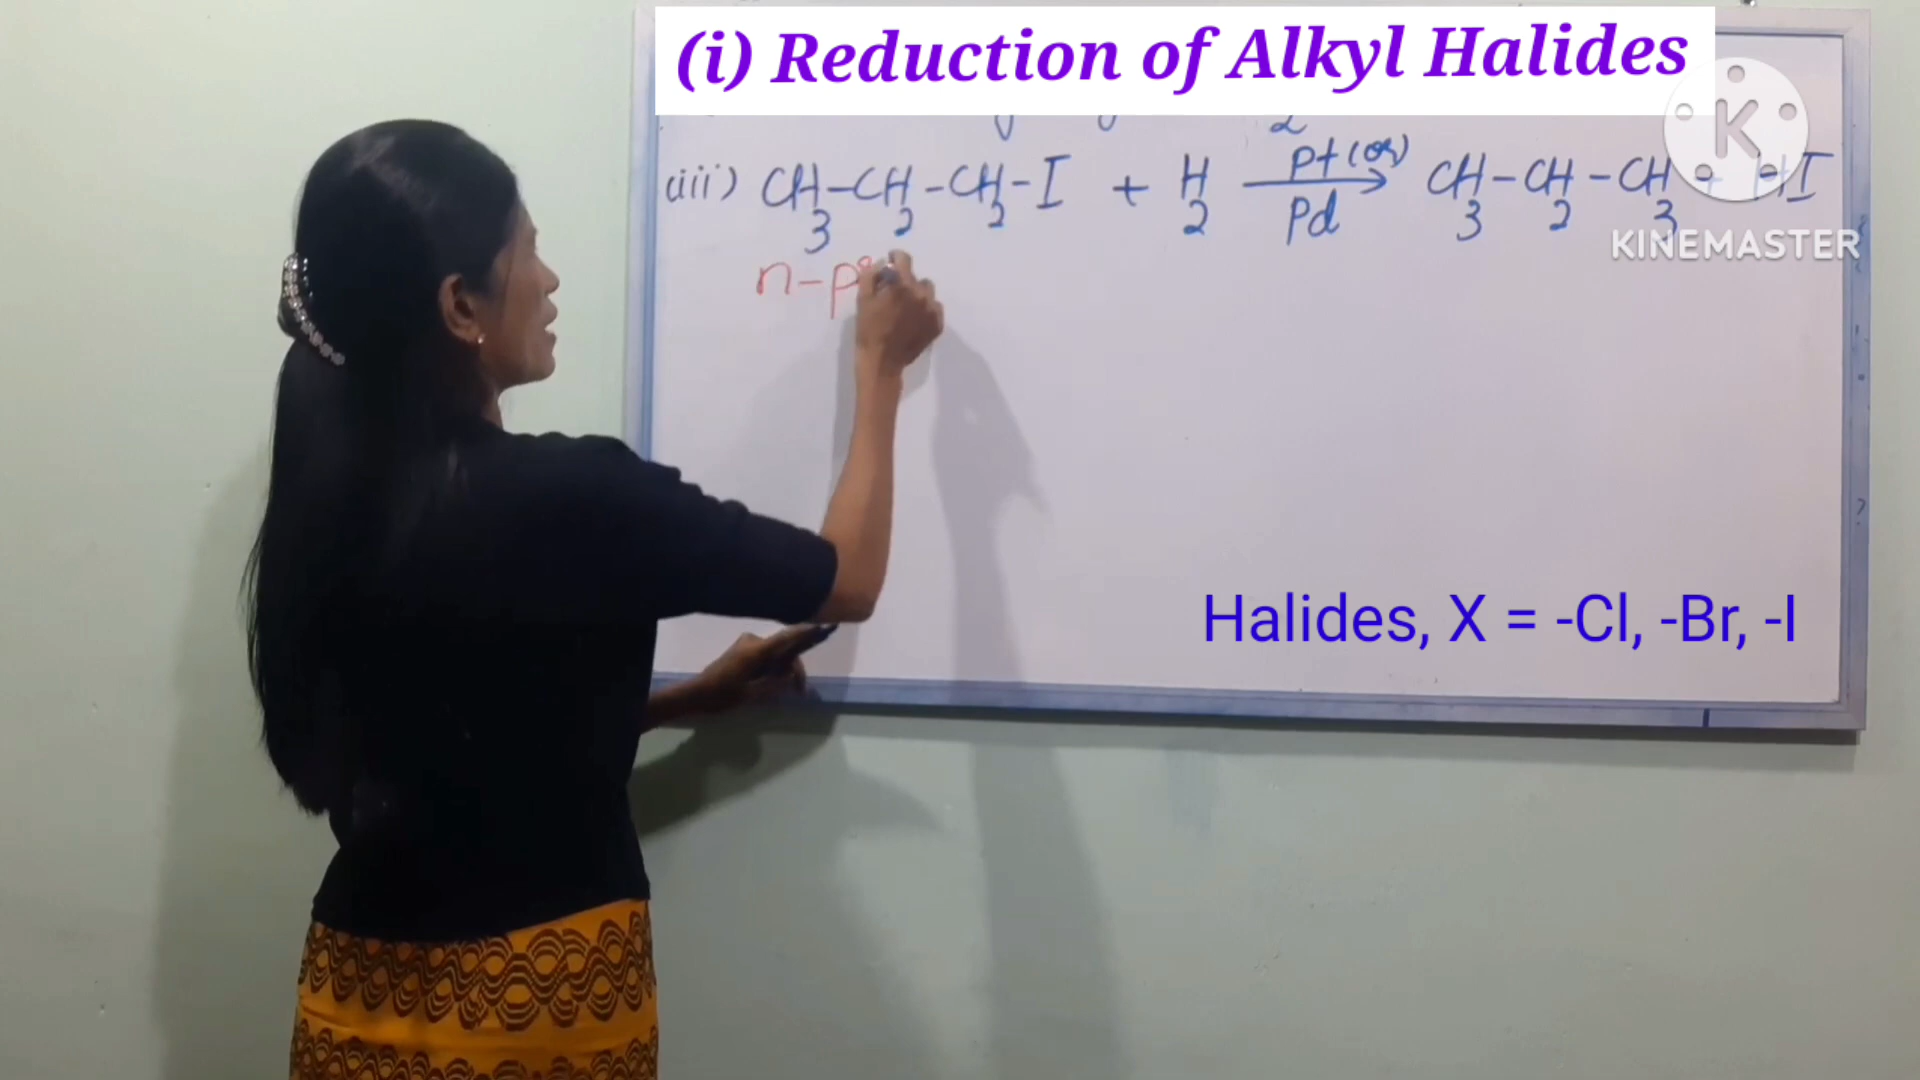 (i) Reduction of Alkyl Halides
K
KINEMASTER
Pt(or)
(iii) CH3-CH2-CH2-I + H2 → CH3-CH2-CH3 + HI
Pd
n-p
Halides, X = -Cl, -Br, -I